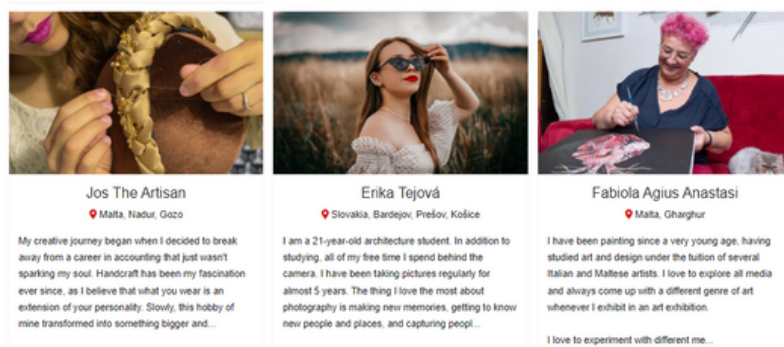 Jos The Artisan
Malta, Nadur, Gozo
My creative journey began when I decided to break
away from a career in accounting that just wasn't
sparking my soul. Handcraft has been my fascination
ever since, as I believe that what you wear is an
extension of your personality. Slowly, this hobby of
mine transformed into something bigger and...
Erika Tejová
Slovakia, Bardejov, Prešov, Košice
I am a 21-year-old architecture student. In addition to
studying, all of my free time I spend behind the
camera. I have been taking pictures regularly for
almost 5 years. The thing I love the most about
photography is making new memories, getting to know
new people and places, and capturing peopl...
Fabiola Agius Anastasi
Malta, Gharghur
I have been painting since a very young age, having
studied art and design under the tuition of several
Italian and Maltese artists. I love to explore all media
and always come up with a different genre of art
whenever I exhibit in an art exhibition.
I love to experiment with different me...